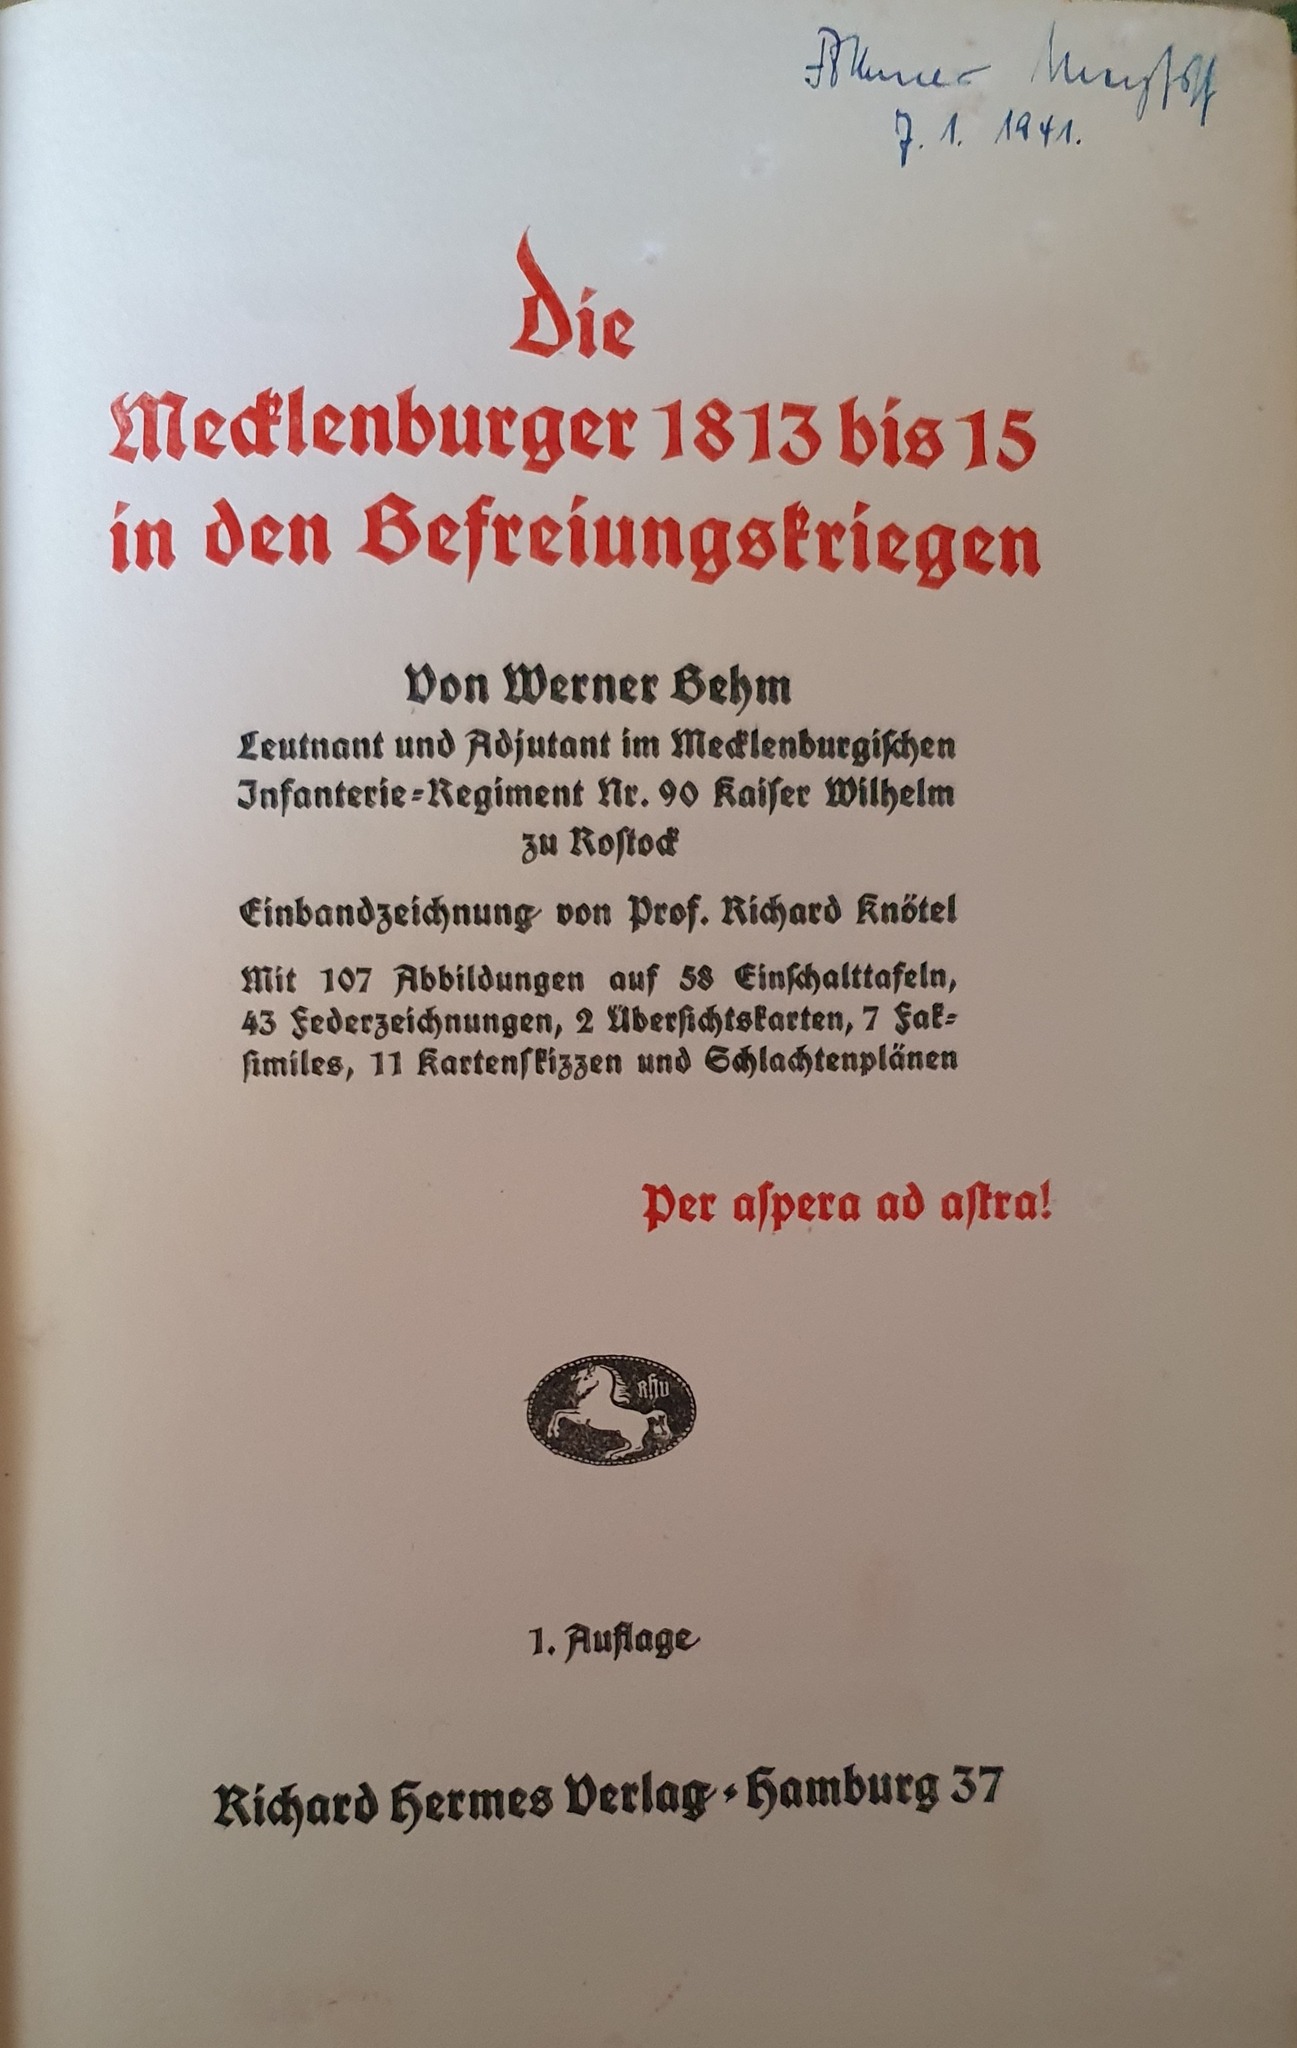 7. 1. 1941.
Die
Mecklenburger 1813 bis 15
in den Befreiungskriegen
Von Werner Behm
Leutnant und Adjutant im Mecklenburgiſchen
Infanterie=Regiment Nr. 90 Kaiſer Wilhelm
zu Roſtock
Einbandzeichnung von Prof. Richard Knötel
Mit 107 Abbildungen auf 58 Einſchalttafeln,
43 Federzeichnungen, 2 Überſichtskarten, 7 Fak=
ſimiles, 11 Kartenſkizzen und Schlachtenplänen
Per aſpera ad aſtra!
RHV
1. Auflage
Richard Hermes Verlag · Hamburg 37